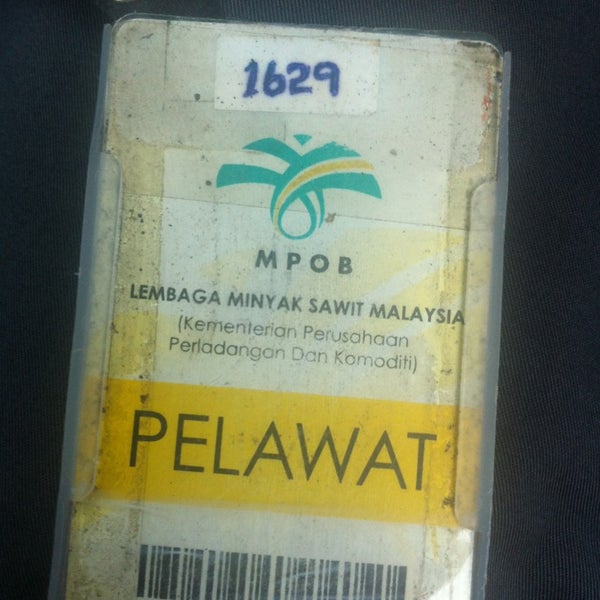 1629
MPOB
LEMBAGA MINYAK SAWIT MALAYSIA
(Kementerian Perusahaan
Perladangan Dan Komoditi)
PELAWAT